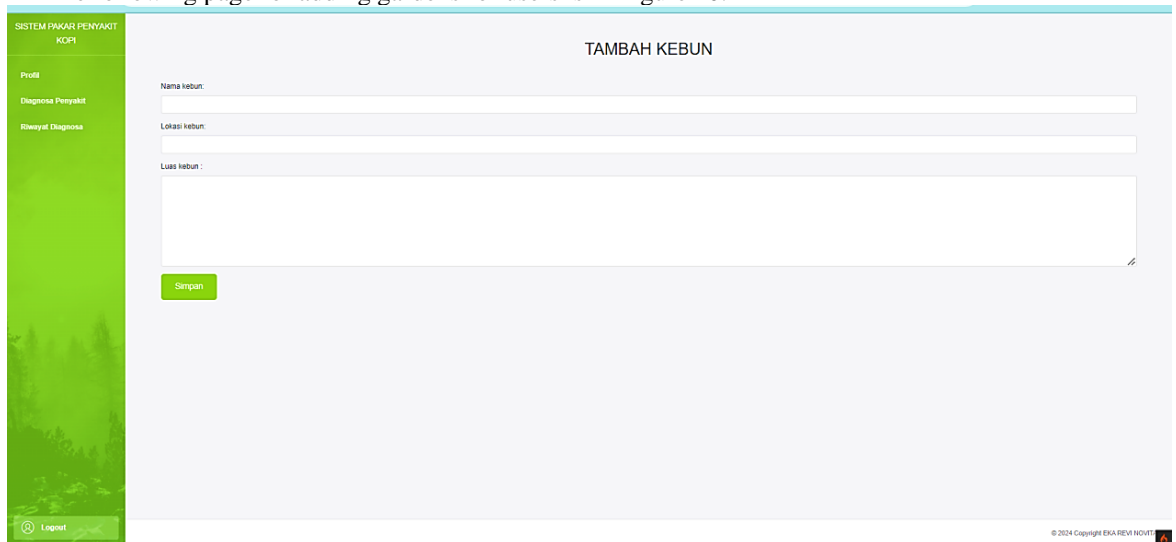 SISTEM PAKAR PENYAKIT
KOPI
Profil
Diagnosa Penyakit
Riwayat Diagnosa
Logout
TAMBAH KEBUN
Nama kebun:
Lokasi kebun:
Luas kebun :
Simpan
© 2024 Copyright EKA REVI